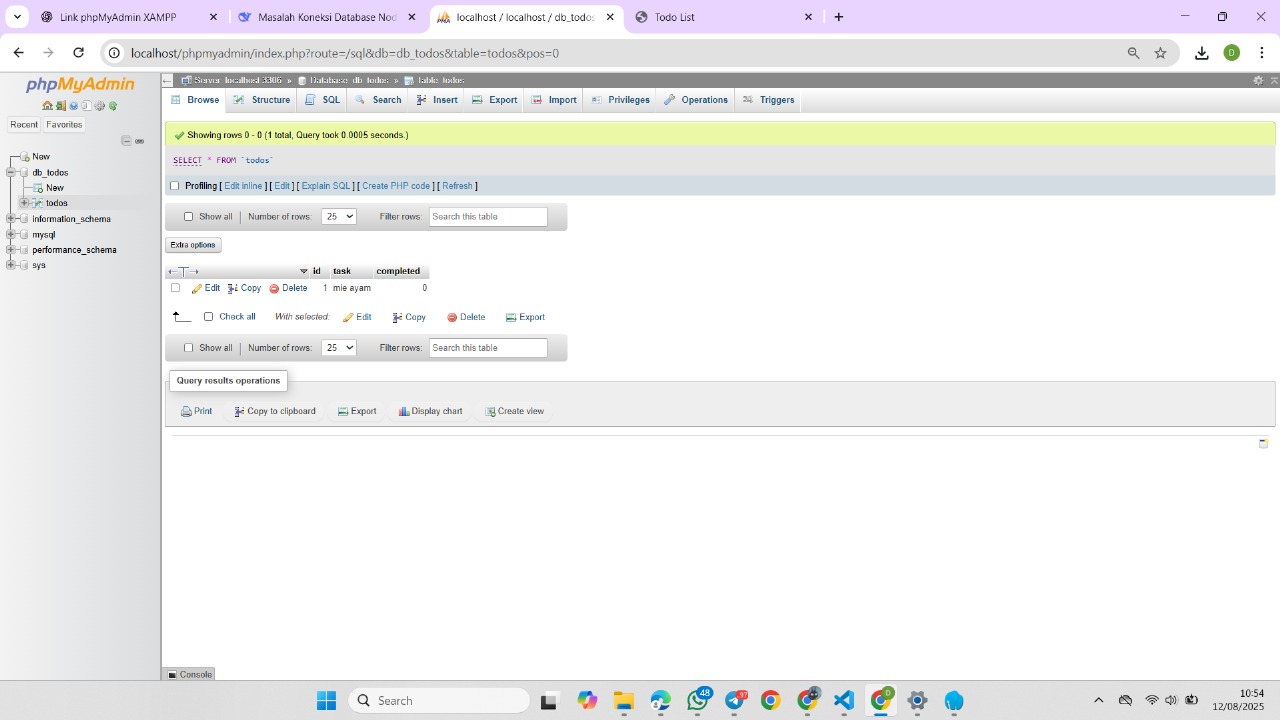 Link phpMyAdmin XAMPP
Masalah Koneksi Database Nod
localhost / localhost / db_todos
Todo List
localhost/phpmyadmin/index.php?route=/sql&db=db_todos&table=todos&pos=0
D
phpMyAdmin
Server: localhost:3306 » Database: db_todos » Table: todos
Recent Favorites
Browse Structure SQL Search Insert Export Import Privileges Operations Triggers
New
db_todos
New
todos
information_schema
mysql
performance_schema
sys
Showing rows 0 - 0 (1 total, Query took 0.0005 seconds.)
SELECT * FROM `todos`
Profiling [ Edit inline ] [ Edit ] [ Explain SQL ] [ Create PHP code ] [ Refresh ]
Show all | Number of rows: 25 Filter rows: Search this table
Extra options
←T→ id task completed
Edit Copy Delete 1 mie ayam 0
Check all With selected: Edit Copy Delete Export
Show all | Number of rows: 25 Filter rows: Search this table
Query results operations
Print Copy to clipboard Export Display chart Create view
Console
Search
48
97
D
10:54
12/08/2025